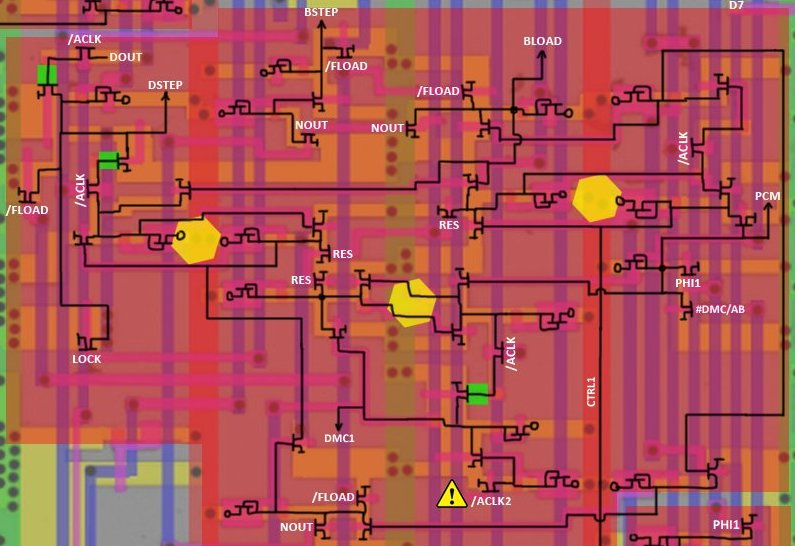 D7
BSTEP
/ACLK
BLOAD
DOUT
/FLOAD
DSTEP
/FLOAD
NOUT
NOUT
/ACLK
/ACLK
PCM
/FLOAD
RES
RES
RES
PHI1
#DMC/AB
LOCK
/ACLK
CTRL1
DMC1
/FLOAD
!
/ACLK2
NOUT
PHI1